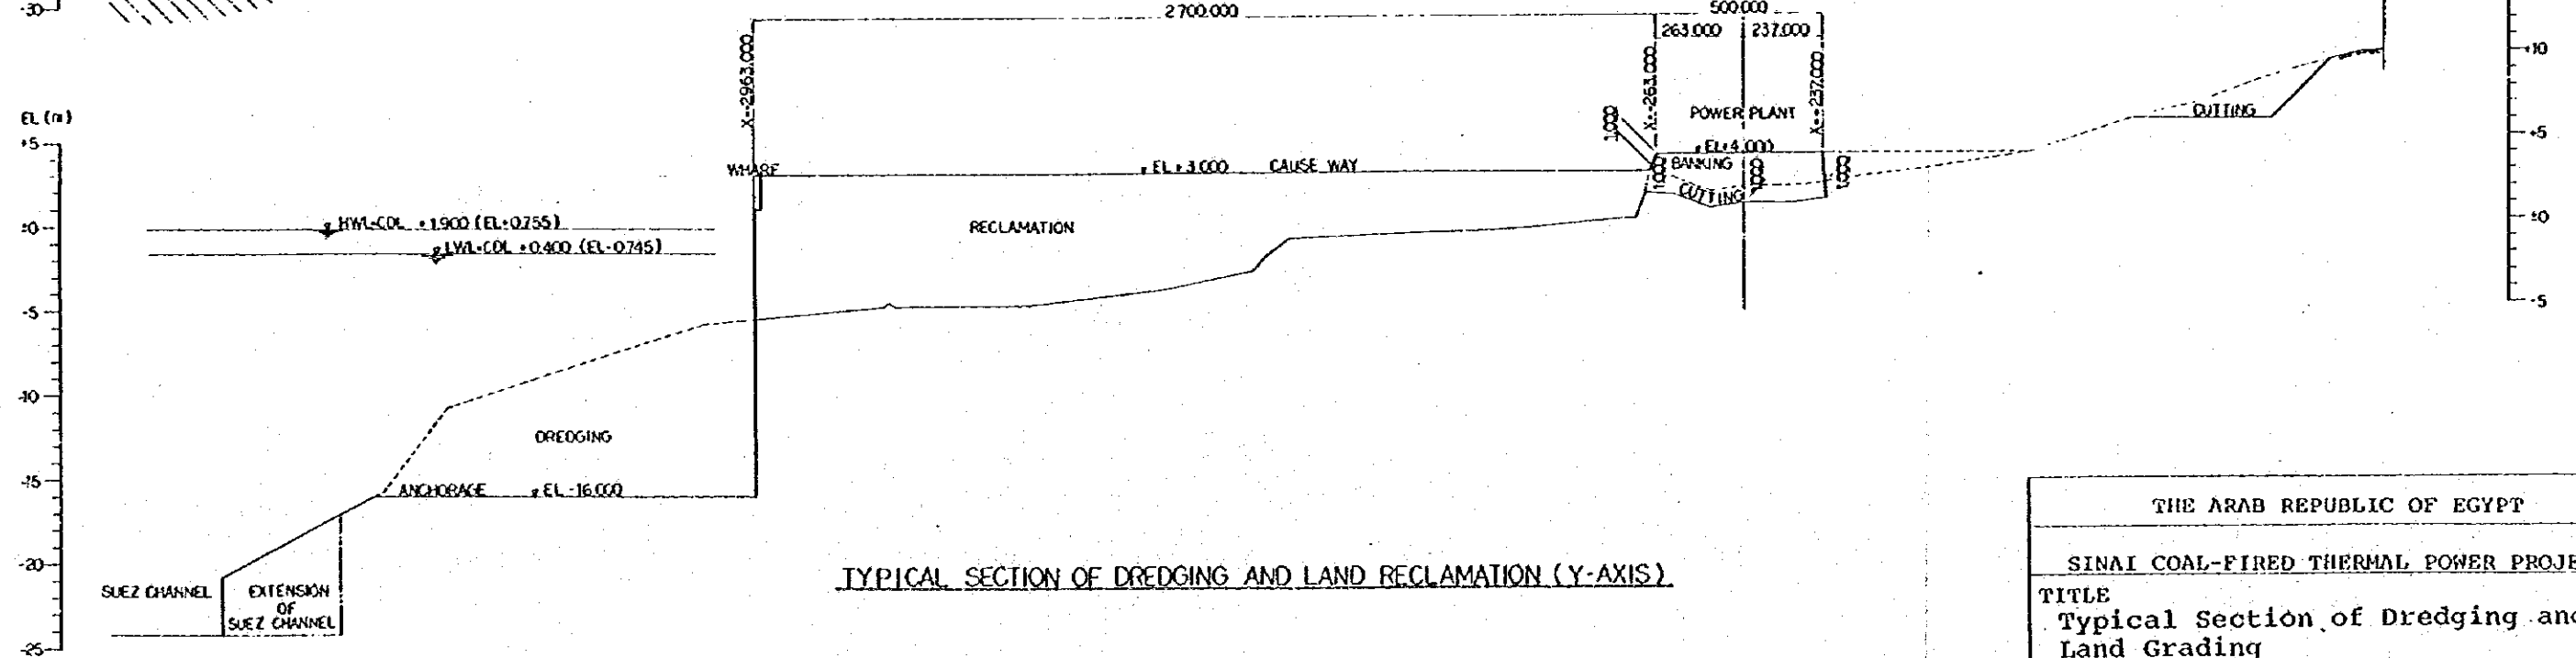 -30
2700.000
500.000
263.000 237.000
X=-2963.000
X=-263.000
X=+237.000
+10
EL (m)
+5
POWER PLANT
CUTTING
+5
EL+4.000
WHARF
EL+3.000 CAUSE WAY
BANKING
CUTTING
HWL=CDL +1.900 (EL+0.755)
±0
RECLAMATION
±0
LWL=CDL +0.400 (EL-0.745)
-5
-5
-10
DREDGING
-15
ANCHORAGE EL-16.000
THE ARAB REPUBLIC OF EGYPT
-20
SINAI COAL-FIRED THERMAL POWER PROJE
TYPICAL SECTION OF DREDGING AND LAND RECLAMATION (Y-AXIS)
SUEZ CHANNEL
EXTENSION
OF
SUEZ CHANNEL
TITLE
Typical Section of Dredging and
Land Grading
-25